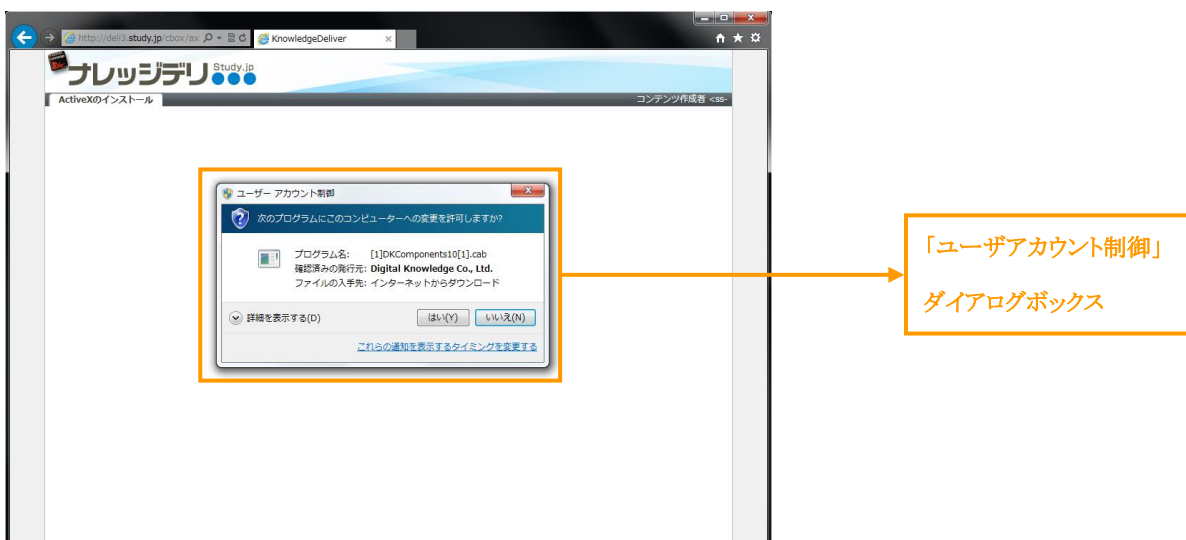 http://deli3.study.jp/cbox/ax
KnowledgeDeliver
ナレッジデリ Study.jp
ActiveXのインストール
コンテンツ作成者 <ss-
ユーザー アカウント制御
次のプログラムにこのコンピューターへの変更を許可しますか?
プログラム名: [1]DKComponents10[1].cab
確認済みの発行元: Digital Knowledge Co., Ltd.
ファイルの入手先: インターネットからダウンロード
詳細を表示する(D)
はい(Y)
いいえ(N)
これらの通知を表示するタイミングを変更する
「ユーザアカウント制御」
ダイアログボックス